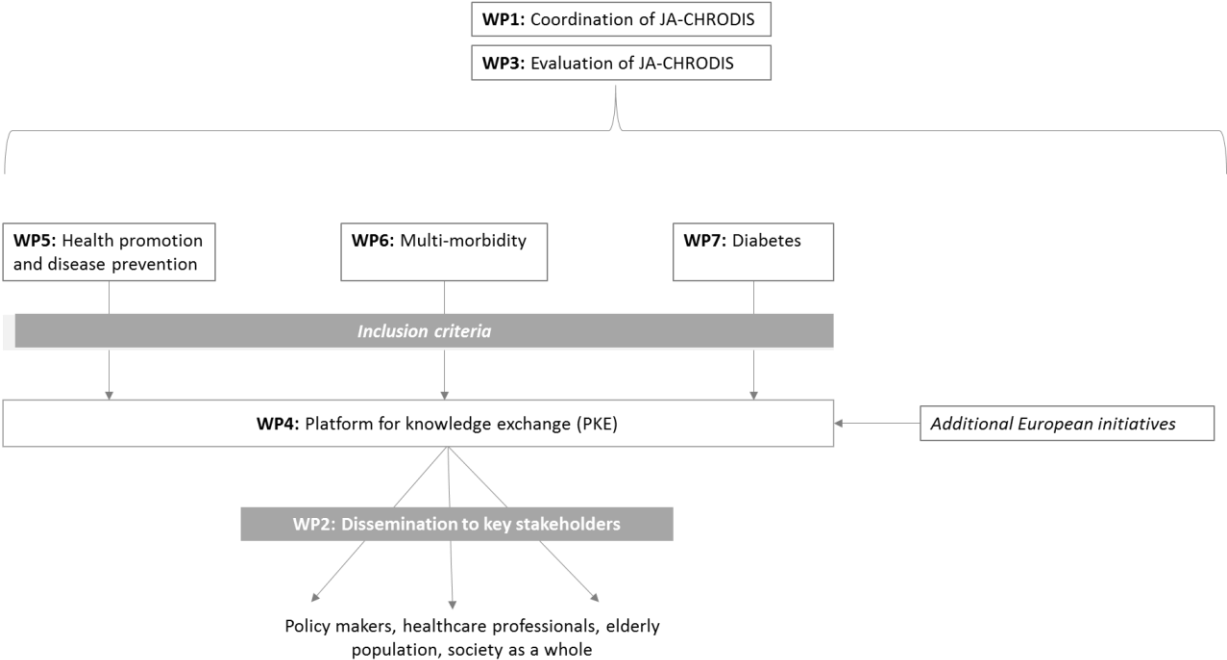 WP1: Coordination of JA-CHRODIS
WP3: Evaluation of JA-CHRODIS
WP5: Health promotion
and disease prevention
WP6: Multi-morbidity
WP7: Diabetes
Inclusion criteria
WP4: Platform for knowledge exchange (PKE)
Additional European initiatives
WP2: Dissemination to key stakeholders
Policy makers, healthcare professionals, elderly
population, society as a whole